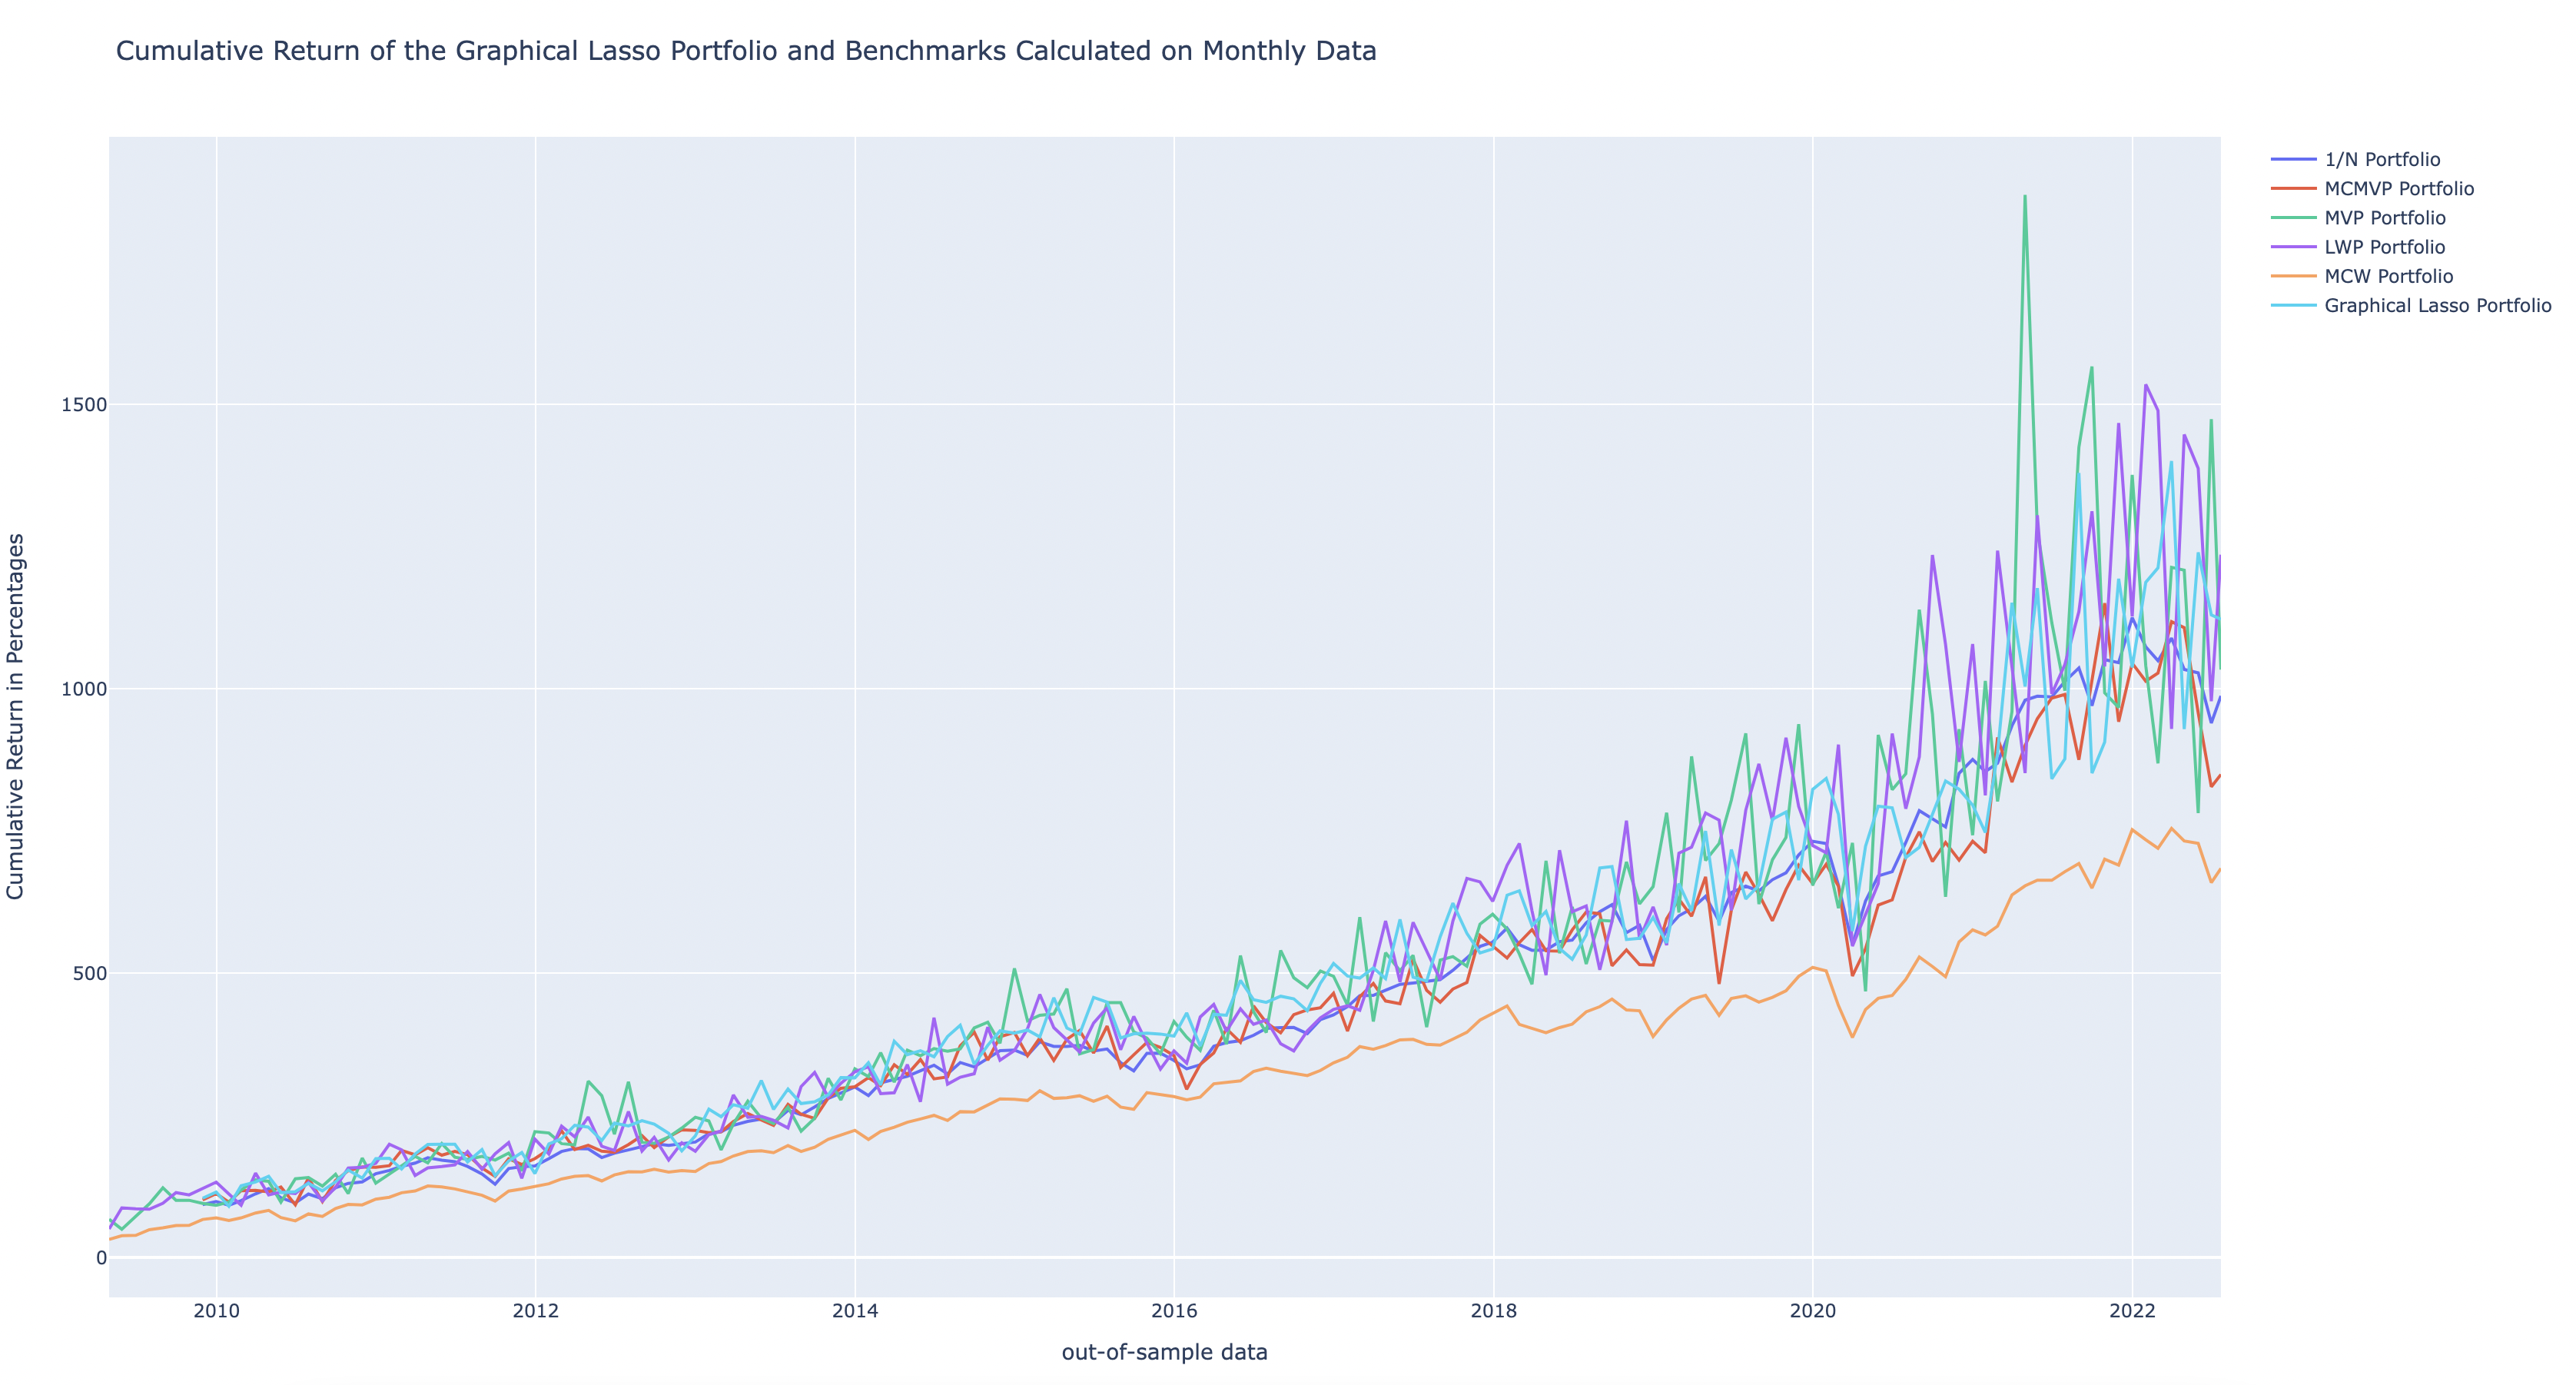 Cumulative Return of the Graphical Lasso Portfolio and Benchmarks Calculated on Monthly Data
1/N Portfolio
MCMVP Portfolio
MVP Portfolio
LWP Portfolio
MCW Portfolio
Graphical Lasso Portfolio
Cumulative Return in Percentages
1500
1000
500
0
2010
2012
2014
2016
2018
2020
2022
out-of-sample data